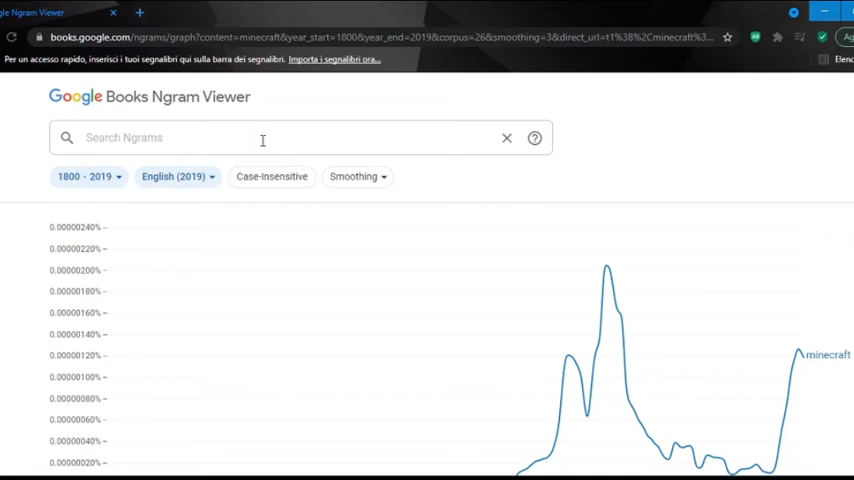 gle Ngram Viewer
books.google.com/ngrams/graph?content=minecraft&year_start=1800&year_end=2019&corpus=26&smoothing=3&direct_url=t1%3B%2Cminecraft%3...
Ag
Per un accesso rapido, inserisci i tuoi segnalibri qui sulla barra dei segnalibri. Importa i segnalibri ora...
Elenc
Google Books Ngram Viewer
Search Ngrams
1800 - 2019
English (2019)
Case-Insensitive
Smoothing
0.00000240%
0.00000220%
0.00000200%
0.00000180%
0.00000160%
0.00000140%
0.00000120%
minecraft
0.00000100%
0.00000080%
0.00000060%
0.00000040%
0.00000020%